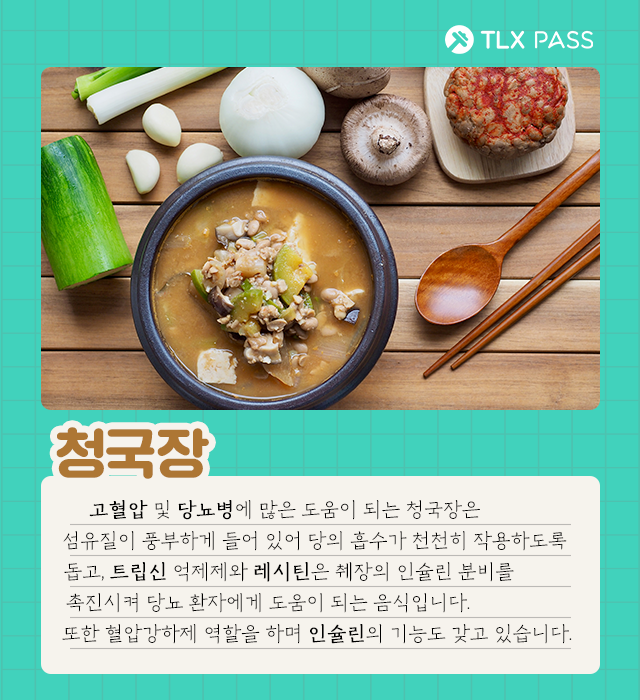 TLX PASS
청국장
고혈압 및 당뇨병에 많은 도움이 되는 청국장은
섬유질이 풍부하게 들어 있어 당의 흡수가 천천히 작용하도록
돕고, 트립신 억제제와 레시틴은 췌장의 인슐린 분비를
촉진시켜 당뇨 환자에게 도움이 되는 음식입니다.
또한 혈압강하제 역할을 하며 인슐린의 기능도 갖고 있습니다.